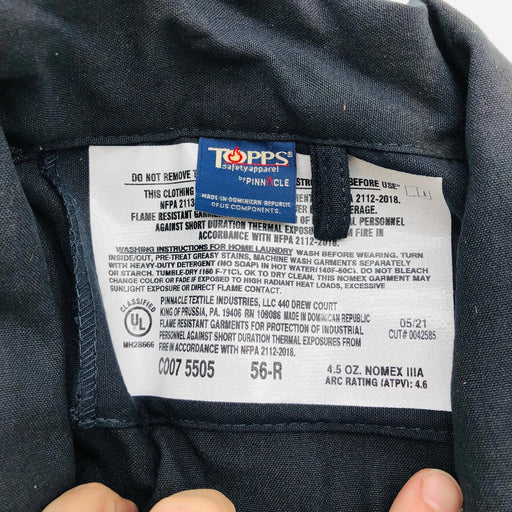 TOPPS®
safety apparel
by PINNACLE
MADE IN DOMINICAN REPUBLIC
OF US COMPONENTS.
DO NOT REMOVE BEFORE USE"
THIS CLOTHING 2112-2018.
NFPA 2113
FLAME RESISTANT PERSONNEL
AGAINST SHORT DURATION THERMAL FIRE IN
ACCORDANCE WITH NFPA 2112-2018.
WASHING INSTRUCTIONS FOR HOME LAUNDRY WASH BEFORE WEARING. TURN
INSIDE/OUT, PRE-TREAT GREASY STAINS, MACHINE WASH GARMENTS SEPARATELY
WITH HEAVY-DUTY DETERGENT (NO SOAP) IN HOT WATER(140F-60C). DO NOT BLEACH
OR STARCH. TUMBLE-DRY (160 F-71C). OK TO DRY CLEAN. THIS NOMEX GARMENT MAY
CHANGE COLOR IF EXPOSED TO HIGH RADIANT HEAT LOADS, EXCESSIVE
SUNLIGHT EXPOSURE OR DIRECT FLAME CONTACT
CLASSIFIED
UL
MH28666
PINNACLE TEXTILE INDUSTRIES, LLC 440 DREW COURT
KING OF PRUSSIA, PA. 19406 RN 109086 MADE IN DOMINICAN REPUBLIC
FLAME RESISTANT GARMENTS FOR PROTECTION OF INDUSTRIAL
PERSONNEL AGAINST SHORT DURATION THERMAL EXPOSURES FROM
FIRE IN ACCORDANCE WITH NFPA 2112-2018.
05/21
CUT# 0042585
C007 5505 56-R
4.5 OZ. NOMEX IIIA
ARC RATING (ATPV): 4.6